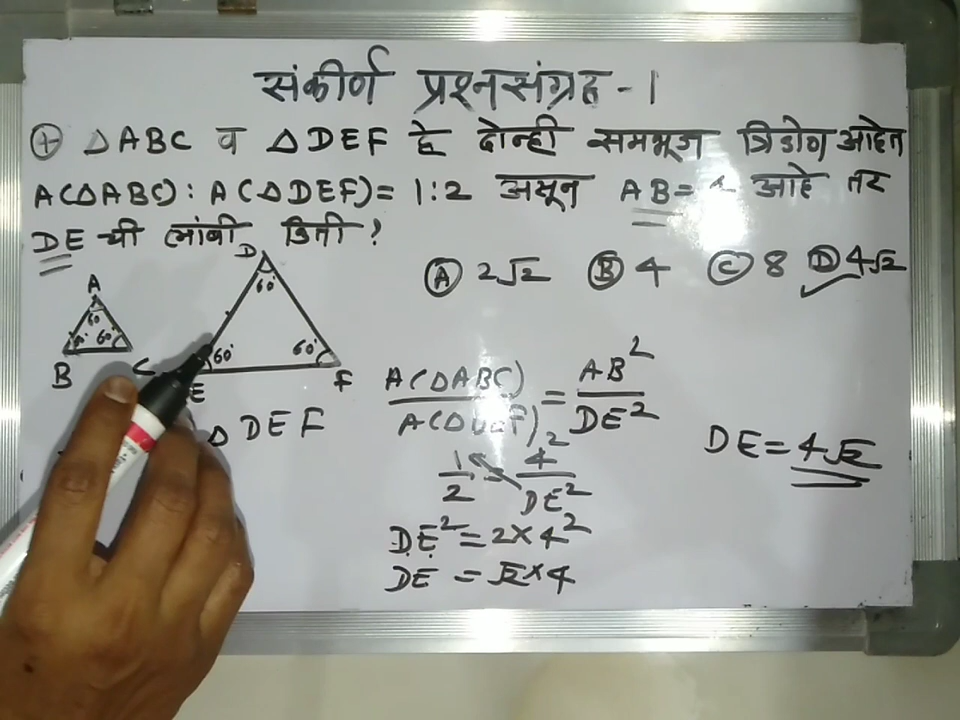 संकीर्ण प्रश्नसंग्रह - 1
△ABC व △DEF हे दोन्ही समभूज त्रिकोण आहेत
A(△ABC) : A(△DEF) = 1:2 असून AB = आहे तर
DE ची लांबी किती ?
Ⓐ 2√2 Ⓑ 4 Ⓒ 8 Ⓓ 4√2
D
60°
A
60
60°
B C
60° 60°
E F
△ DEF
A(△ABC) / A(△DEF) = AB² / DE²
1/2 = 4² / DE²
DE² = 2×4²
DE = √2×4
DE = 4√2